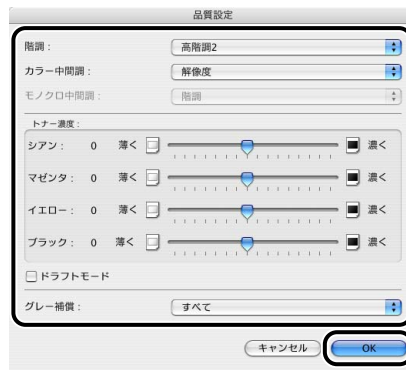 品質設定
階調: 高階調2
カラー中間調: 解像度
モノクロ中間調: 階調
トナー濃度:
シアン: 0 薄く 濃く
マゼンタ: 0 薄く 濃く
イエロー: 0 薄く 濃く
ブラック: 0 薄く 濃く
ドラフトモード
グレー補償: すべて
キャンセル OK